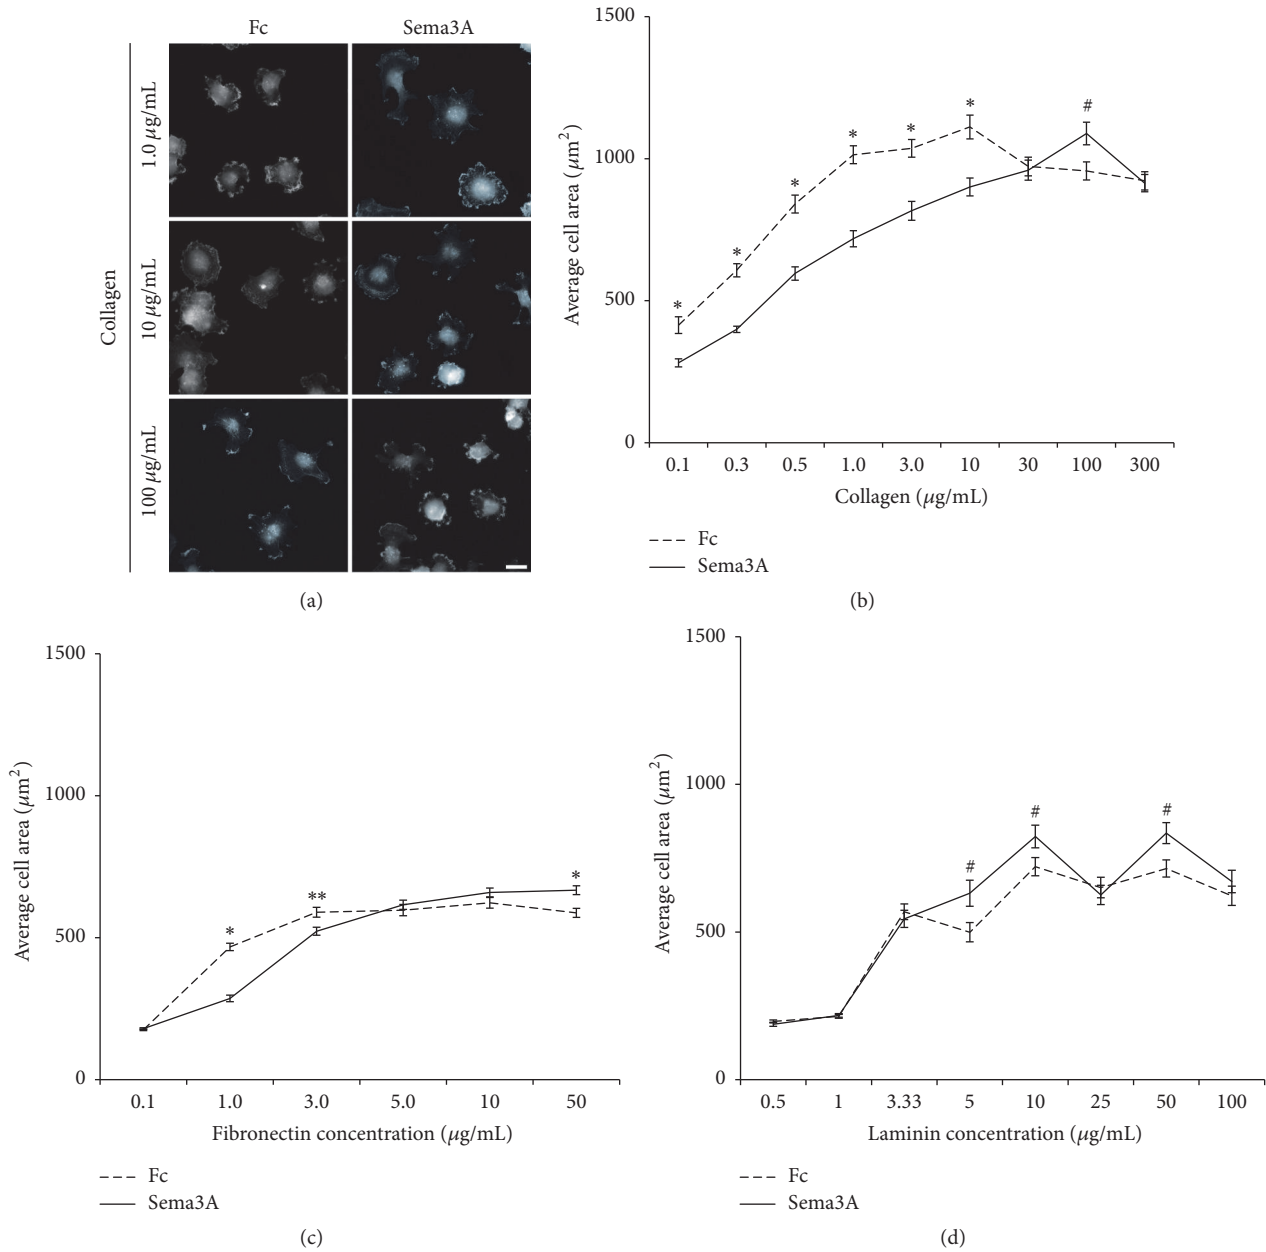 Fc Sema3A
Collagen
1.0 μg/mL
10 μg/mL
100 μg/mL
(a)
1500
1000
500
0
Average cell area (μm²)
* * * * * * #
0.1 0.3 0.5 1.0 3.0 10 30 100 300
Collagen (μg/mL)
Fc
Sema3A
(b)
1500
1000
500
0
Average cell area (μm²)
* ** *
0.1 1.0 3.0 5.0 10 50
Fibronectin concentration (μg/mL)
Fc
Sema3A
(c)
1500
1000
500
0
Average cell area (μm²)
# # #
0.5 1 3.33 5 10 25 50 100
Laminin concentration (μg/mL)
Fc
Sema3A
(d)